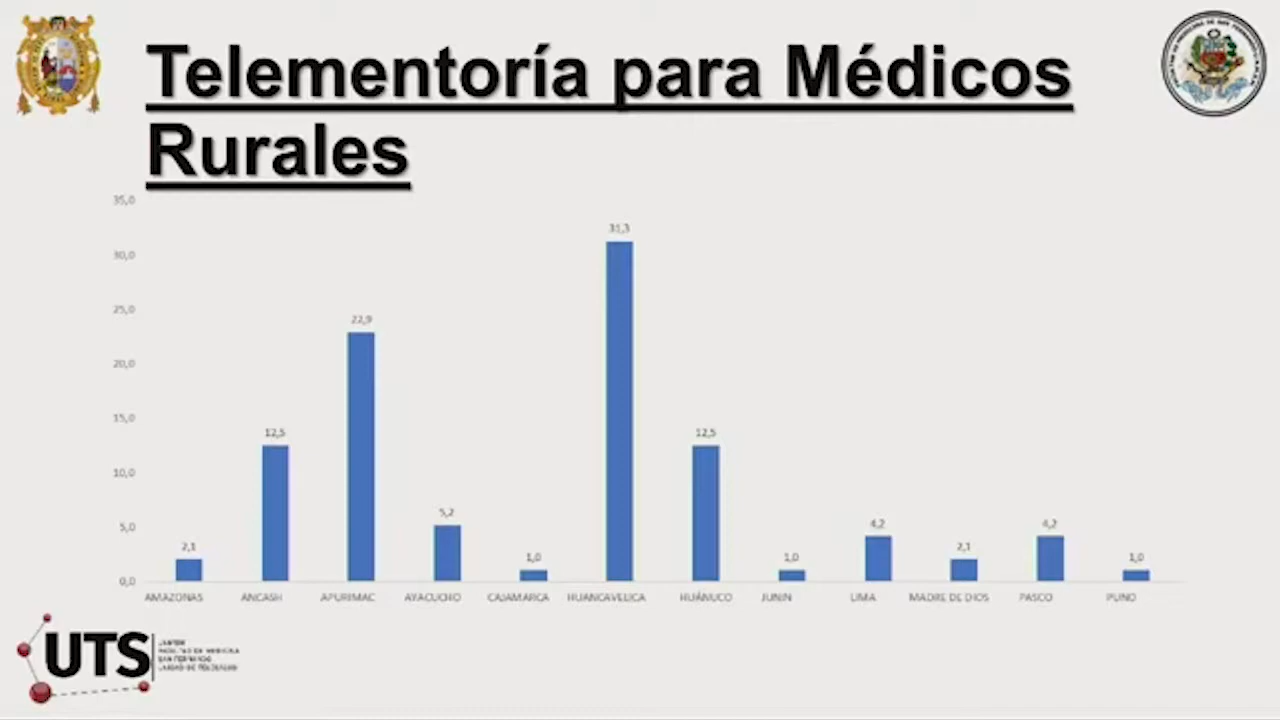 Telementoría para Médicos
Rurales
35,0
30,0
25,0
20,0
15,0
10,0
5,0
0,0
2,1
12,5
22,9
5,2
1,0
31,3
12,5
1,0
4,2
2,1
4,2
1,0
AMAZONAS
ANCASH
APURIMAC
AYACUCHO
CAJAMARCA
HUANCAVELICA
HUÁNUCO
JUNIN
LIMA
MADRE DE DIOS
PASCO
PUNO
UTS
SAN FERNANDO